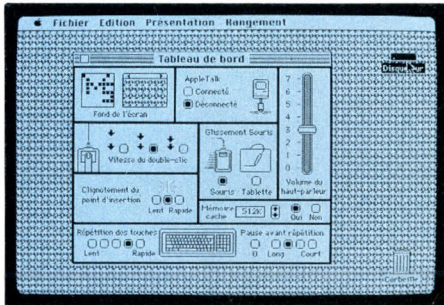 Fichier Edition Présentation Rangement
Tableau de bord
Fond de l'écran
AppleTalk
Connecté
Déconnecté
7
6
5
4
3
2
1
0
Volume du
haut-parleur
Vitesse du double-clic
Glissement Souris
Souris Tablette
Clignotement du
point d'insertion
Lent Rapide
Mémoire
cache
512K
Oui Non
Répétition des touches
Lent Rapide
Pause avant répétition
0 Long Court
Corbeille